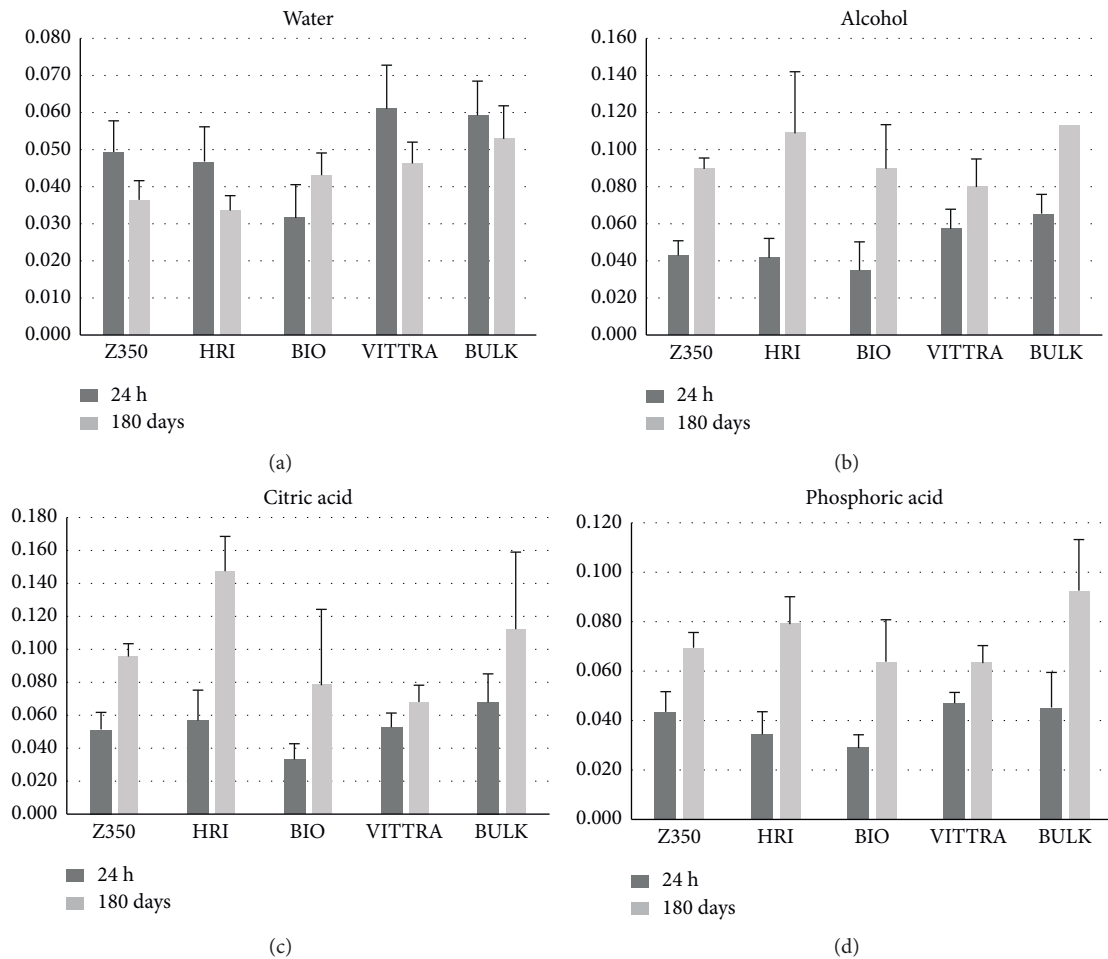 Water
0.080
0.070
0.060
0.050
0.040
0.030
0.020
0.010
0.000
Z350 HRI BIO VITTRA BULK
24 h
180 days
(a)
Alcohol
0.160
0.140
0.120
0.100
0.080
0.060
0.040
0.020
0.000
Z350 HRI BIO VITTRA BULK
24 h
180 days
(b)
Citric acid
0.180
0.160
0.140
0.120
0.100
0.080
0.060
0.040
0.020
0.000
Z350 HRI BIO VITTRA BULK
24 h
180 days
(c)
Phosphoric acid
0.120
0.100
0.080
0.060
0.040
0.020
0.000
Z350 HRI BIO VITTRA BULK
24 h
180 days
(d)